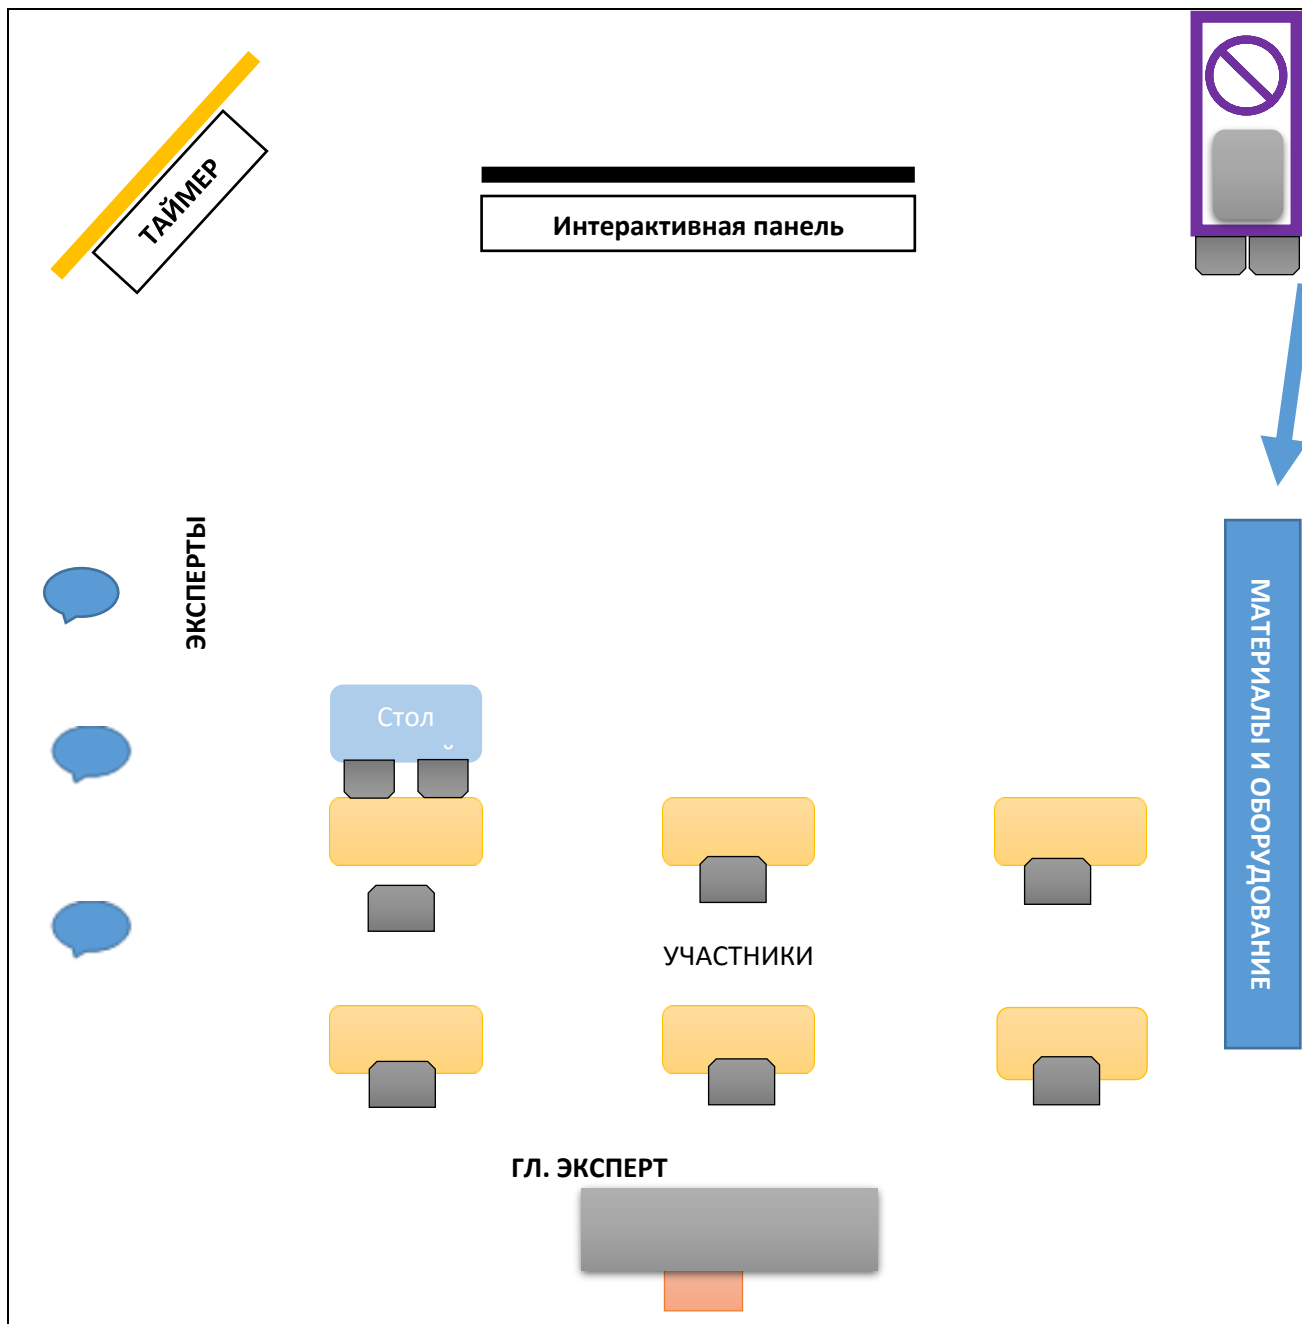 ТАЙМЕР
Интерактивная панель
ЭКСПЕРТЫ
МАТЕРИАЛЫ И ОБОРУДОВАНИЕ
Стол
УЧАСТНИКИ
ГЛ. ЭКСПЕРТ